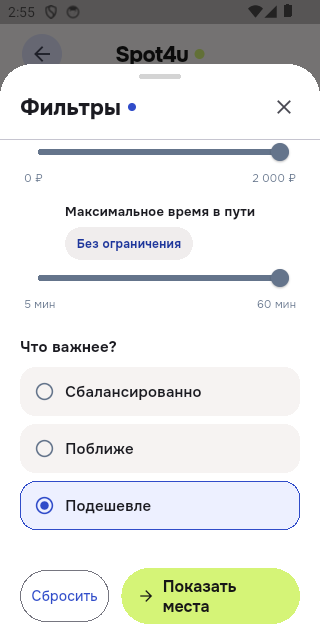 2:55
Spot4u
Фильтры
0 ₽ 2 000 ₽
Максимальное время в пути
Без ограничения
5 мин 60 мин
Что важнее?
Сбалансированно
Поближе
Подешевле
Сбросить
Показать
места